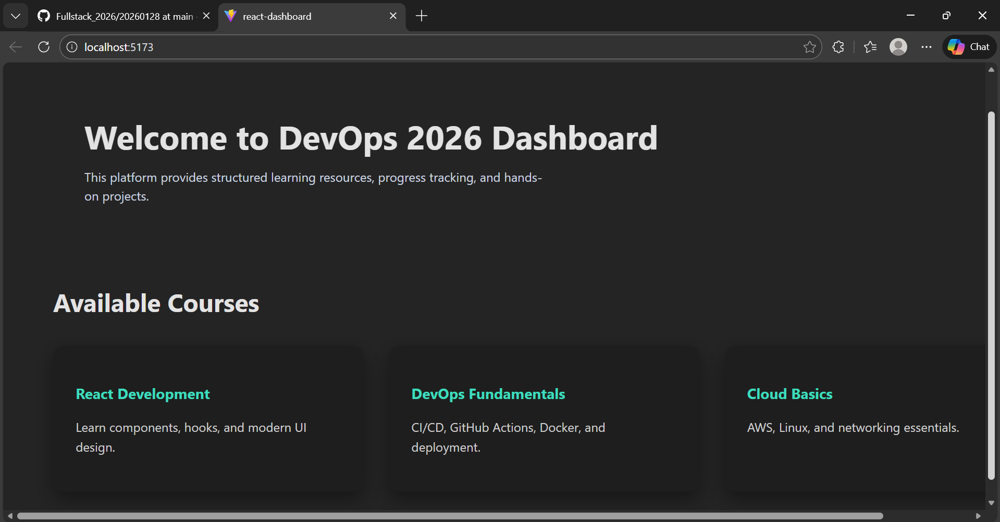 Fullstack_2026/20260128 at main
react-dashboard
localhost:5173
Chat
Welcome to DevOps 2026 Dashboard
This platform provides structured learning resources, progress tracking, and hands-
on projects.
Available Courses
React Development
Learn components, hooks, and modern UI
design.
DevOps Fundamentals
CI/CD, GitHub Actions, Docker, and
deployment.
Cloud Basics
AWS, Linux, and networking essentials.